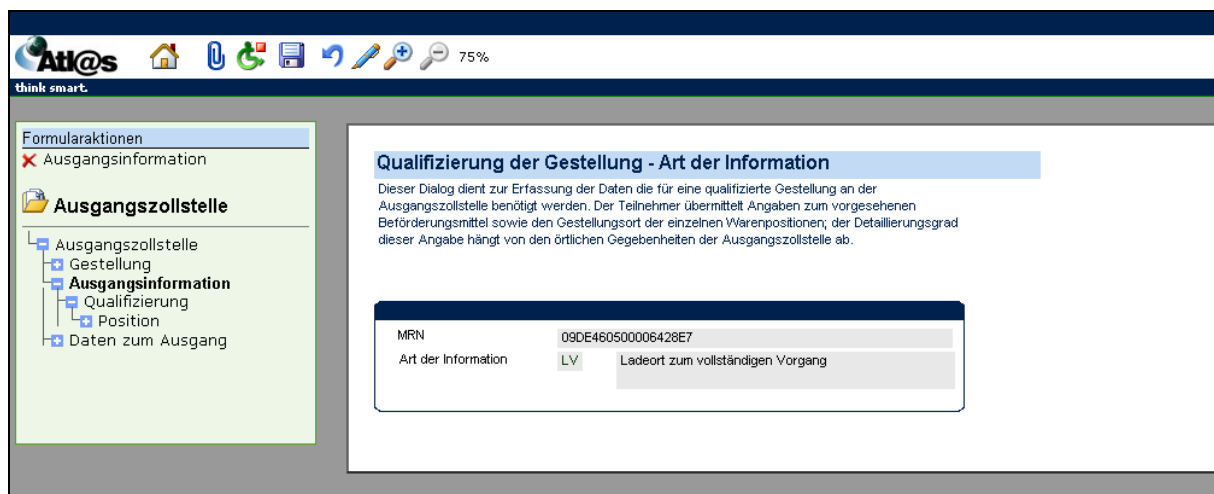 Atl@s
75%
think smart.
Formularaktionen
Ausgangsinformation
Ausgangszollstelle
Ausgangszollstelle
Gestellung
Ausgangsinformation
Qualifizierung
Position
Daten zum Ausgang
Qualifizierung der Gestellung - Art der Information
Dieser Dialog dient zur Erfassung der Daten die für eine qualifizierte Gestellung an der
Ausgangszollstelle benötigt werden. Der Teilnehmer übermittelt Angaben zum vorgesehenen
Beförderungsmittel sowie den Gestellungsort der einzelnen Warenpositionen; der Detaillierungsgrad
dieser Angabe hängt von den örtlichen Gegebenheiten der Ausgangszollstelle ab.
MRN 09DE460500006428E7
Art der Information LV Ladeort zum vollständigen Vorgang